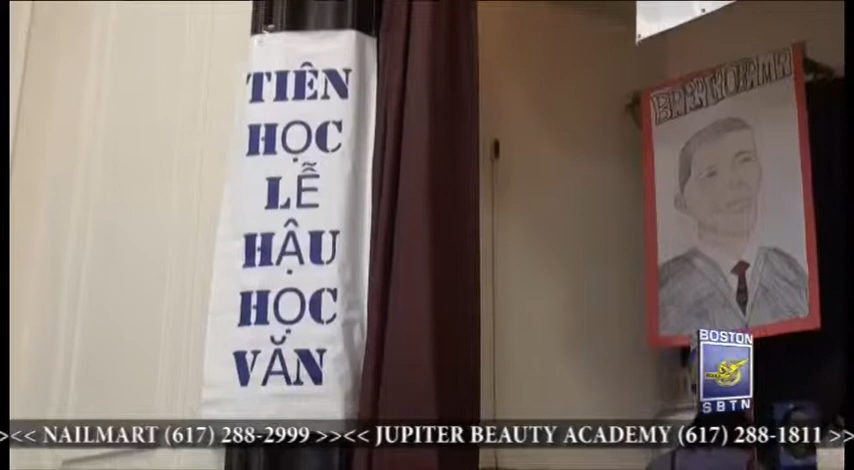 TIÊN
HỌC
LỄ
HẬU
HỌC
VĂN
BOSTON
SBTN
>><< NAILMART (617) 288-2999 >><< JUPITER BEAUTY ACADEMY (617) 288-1811 >>